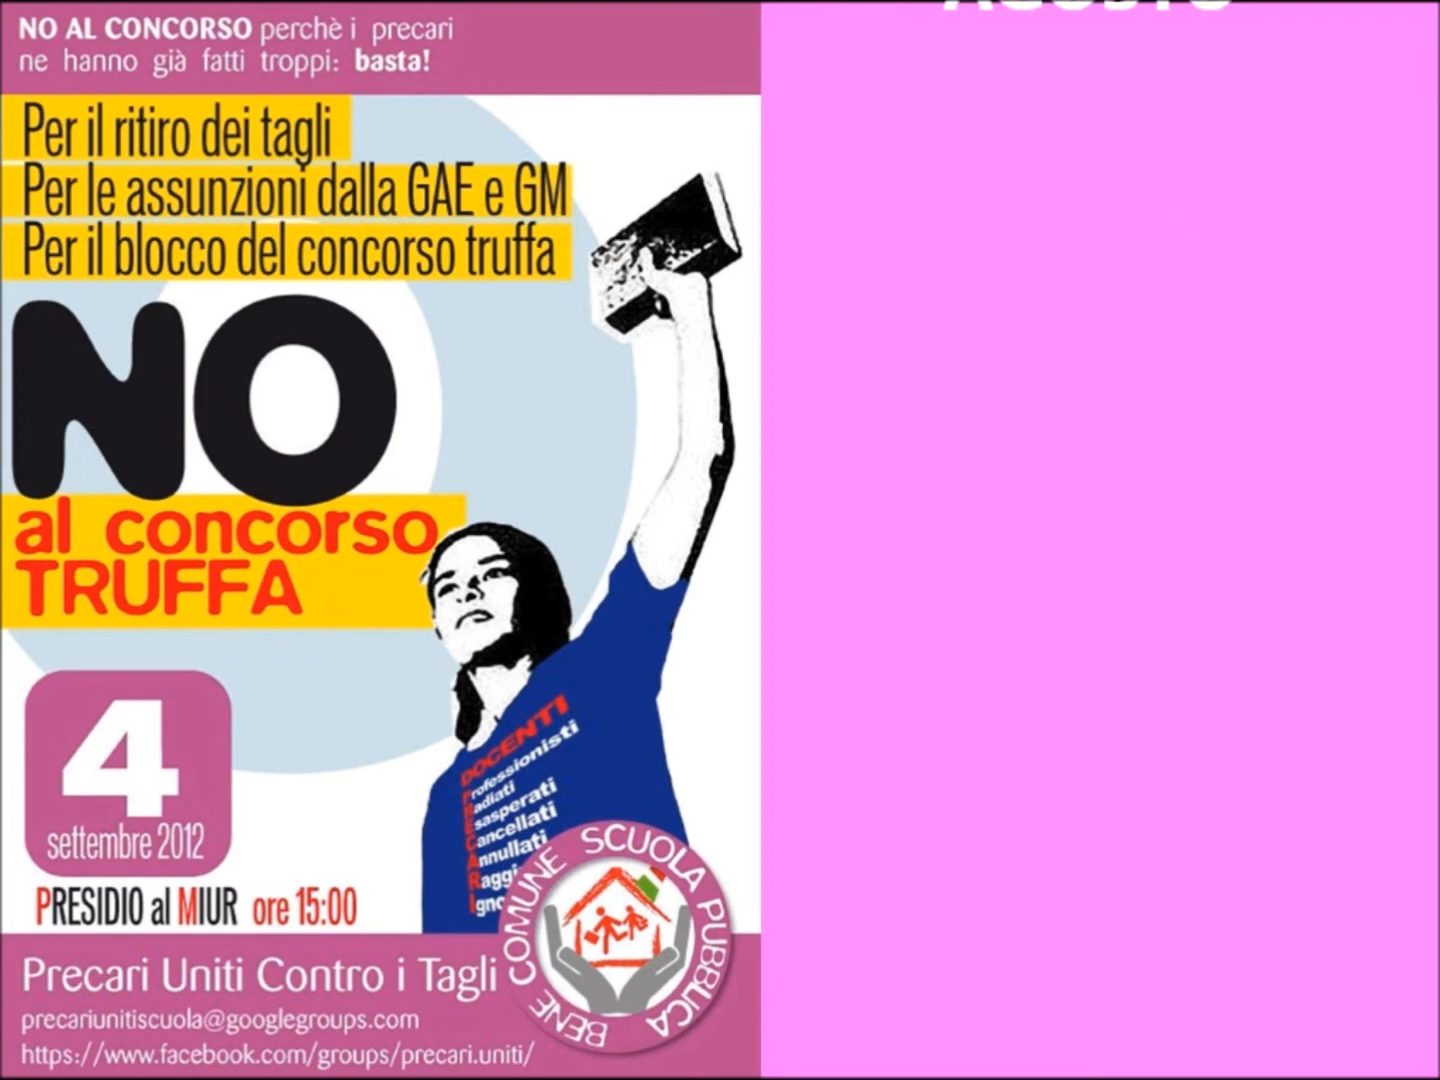 NO AL CONCORSO perchè i precari
ne hanno già fatti troppi: basta!
Per il ritiro dei tagli
Per le assunzioni dalla GAE e GM
Per il blocco del concorso truffa
NO
al concorso
TRUFFA
DOCENTI
Professionisti
Radiati
Esasperati
Cancellati
Annullati
Raggi
Igno
4
settembre 2012
PRESIDIO al MIUR ore 15:00
BENE COMUNE SCUOLA PUBBLICA
Precari Uniti Contro i Tagli
precariunitiscuola@googlegroups.com
https://www.facebook.com/groups/precari.uniti/